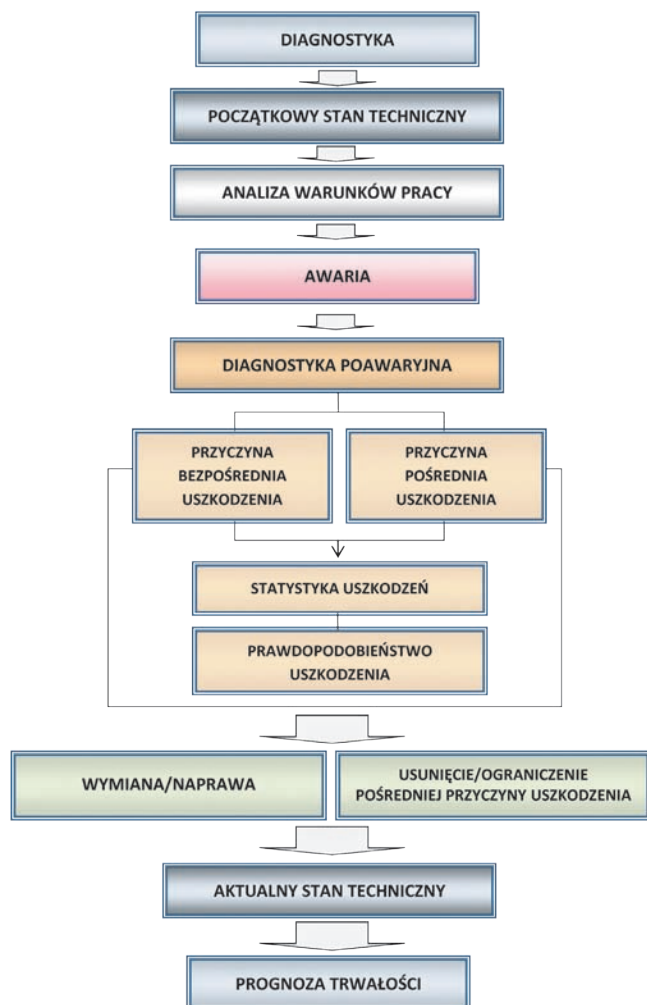 DIAGNOSTYKA
POCZĄTKOWY STAN TECHNICZNY
ANALIZA WARUNKÓW PRACY
AWARIA
DIAGNOSTYKA POAWARYJNA
PRZYCZYNA
BEZPOŚREDNIA
USZKODZENIA
PRZYCZYNA
POŚREDNIA
USZKODZENIA
STATYSTYKA USZKODZEŃ
PRAWDOPODOBIEŃSTWO
USZKODZENIA
WYMIANA/NAPRAWA
USUNIĘCIE/OGRANICZENIE
POŚREDNIEJ PRZYCZYNY USZKODZENIA
AKTUALNY STAN TECHNICZNY
PROGNOZA TRWAŁOŚCI